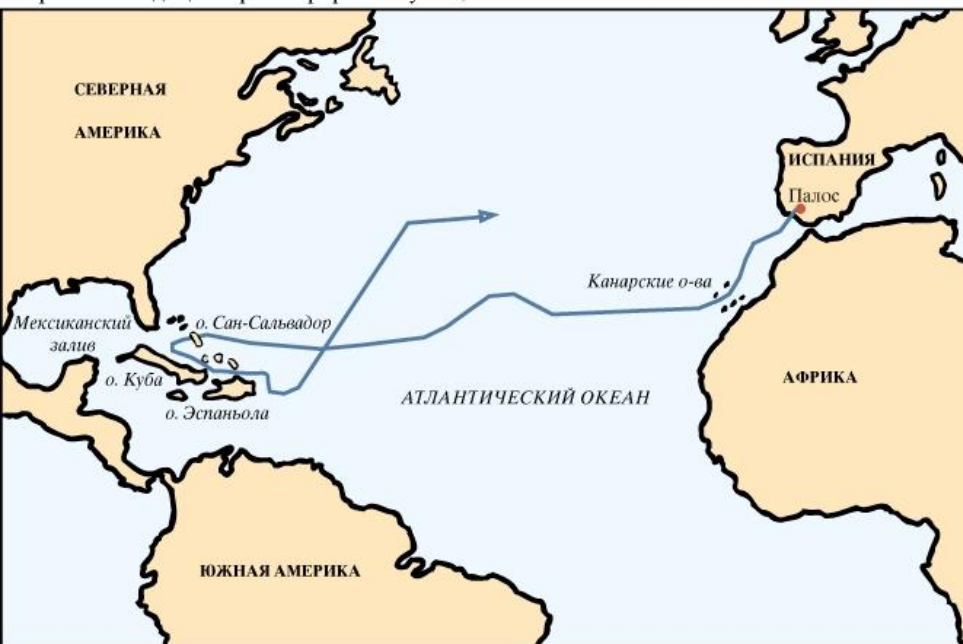 СЕВЕРНАЯ
АМЕРИКА
ИСПАНИЯ
Палос
Канарские о-ва
Мексиканский
залив
о. Сан-Сальвадор
о. Куба
о. Эспаньола
АТЛАНТИЧЕСКИЙ ОКЕАН
АФРИКА
ЮЖНАЯ АМЕРИКА